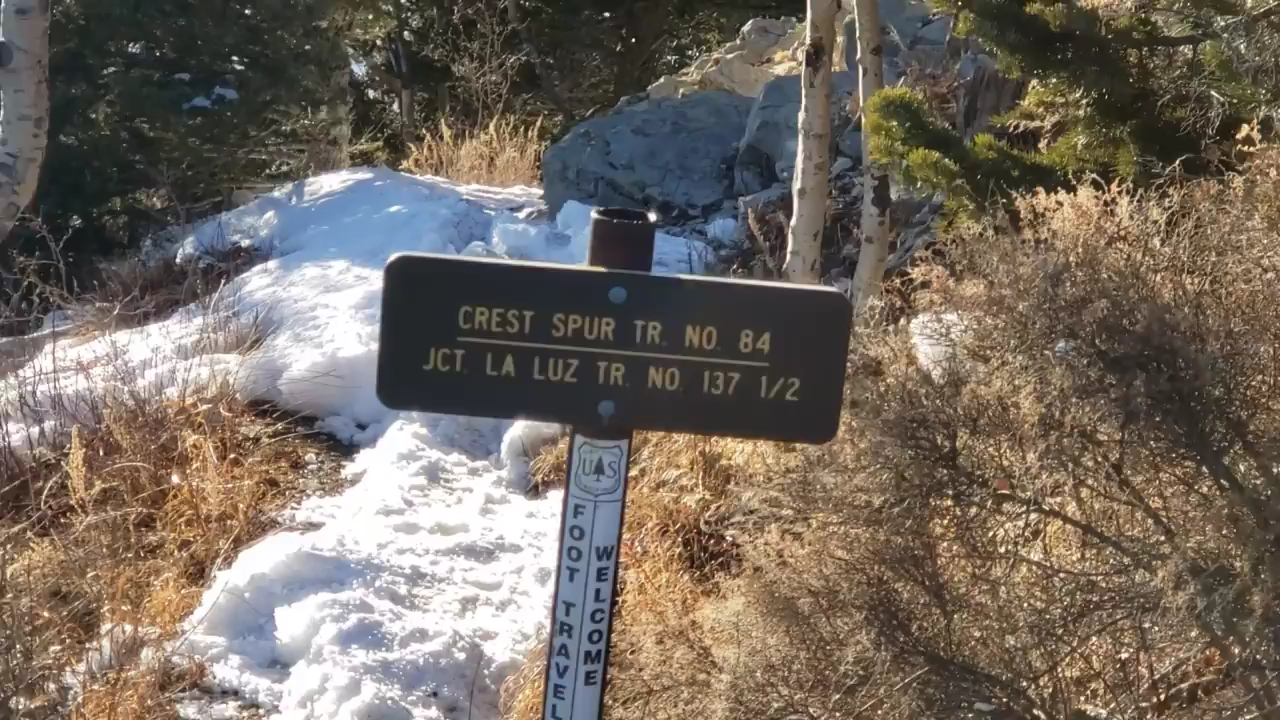 CREST SPUR TR. NO. 84
JCT. LA LUZ TR. NO. 137 1/2
US
FOOT TRAVEL
WELCOME